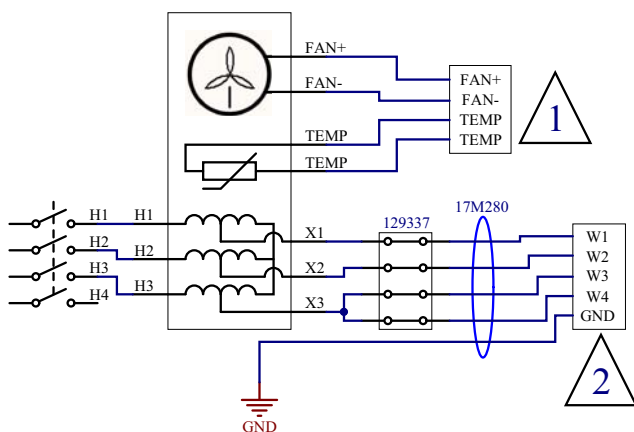 FAN+
FAN+
FAN-
FAN-
TEMP
TEMP
TEMP
TEMP
1
129337
17M280
H1
H1
X1
W1
H2
H2
X2
W2
H3
H3
X3
W3
H4
W4
GND
2
GND